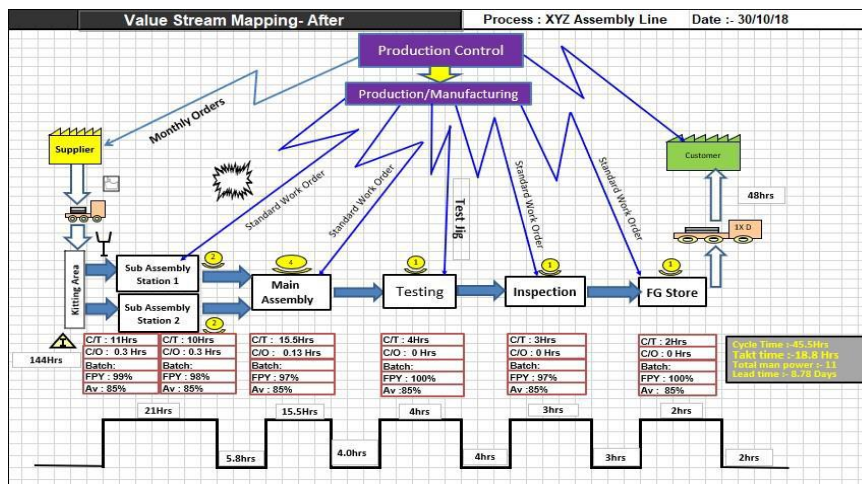 Value Stream Mapping- After
Process : XYZ Assembly Line
Date :- 30/10/18
Production Control
Production/Manufacturing
Monthly Orders
Supplier
Customer
48hrs
1X D
Standard Work Order
Standard Work Order
Test Jig
Standard Work Order
Standard Work Order
Kitting Area
I
144Hrs
Sub Assembly
Station 1
2
Sub Assembly
Station 2
2
4
Main
Assembly
1
Testing
1
Inspection
1
FG Store
C/T : 11Hrs
C/O : 0.3 Hrs
Batch:
FPY : 99%
Av : 85%
C/T : 10Hrs
C/O : 0.3 Hrs
Batch:
FPY : 98%
Av : 85%
C/T : 15.5Hrs
C/O : 0.13 Hrs
Batch:
FPY : 97%
Av : 85%
C/T : 4Hrs
C/O : 0 Hrs
Batch:
FPY : 100%
Av :85%
C/T : 3Hrs
C/O : 0 Hrs
Batch:
FPY : 97%
Av :85%
C/T : 2Hrs
C/O : 0 Hrs
Batch:
FPY : 100%
Av : 85%
Cycle Time :-45.5Hrs
Takt time :-18.8 Hrs
Total man power :- 11
Lead time :- 8.78 Days
21Hrs
5.8hrs
15.5Hrs
4.0hrs
4hrs
4hrs
3hrs
3hrs
2hrs
2hrs